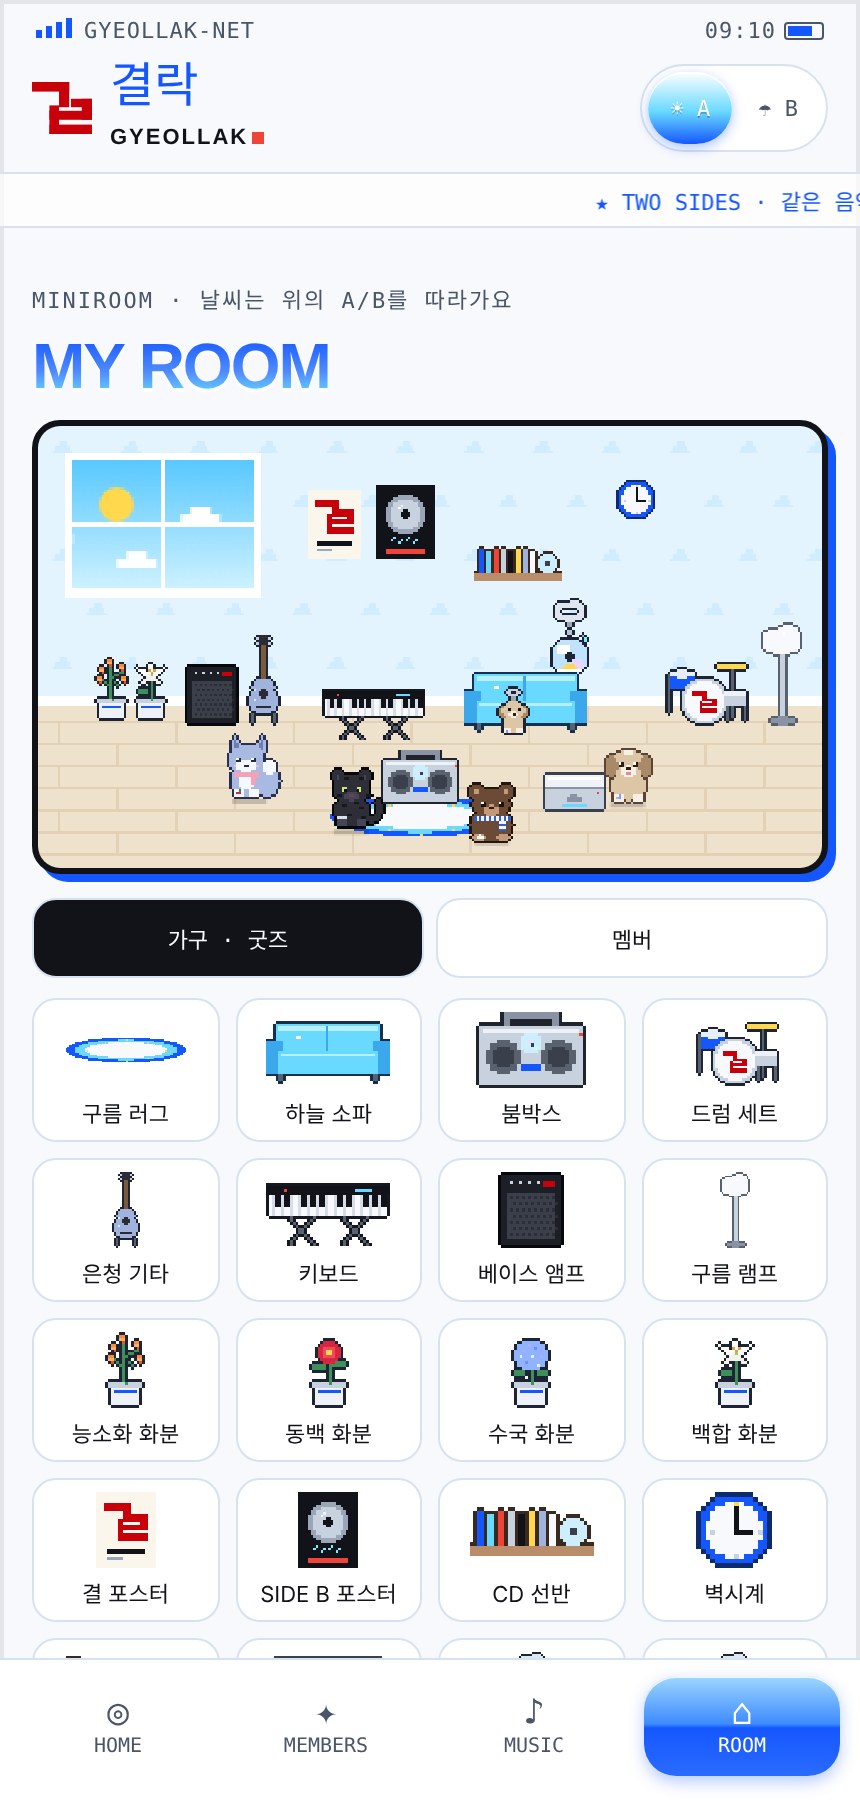 GYEOLLAK-NET
09:10
결락
GYEOLLAK
☀ A
☂ B
★ TWO SIDES · 같은 음
MINIROOM · 날씨는 위의 A/B를 따라가요
MY ROOM
가구 · 굿즈
멤버
구름 러그
하늘 소파
붐박스
드럼 세트
은청 기타
키보드
베이스 앰프
구름 램프
능소화 화분
동백 화분
수국 화분
백합 화분
결 포스터
SIDE B 포스터
CD 선반
벽시계
HOME
MEMBERS
MUSIC
ROOM